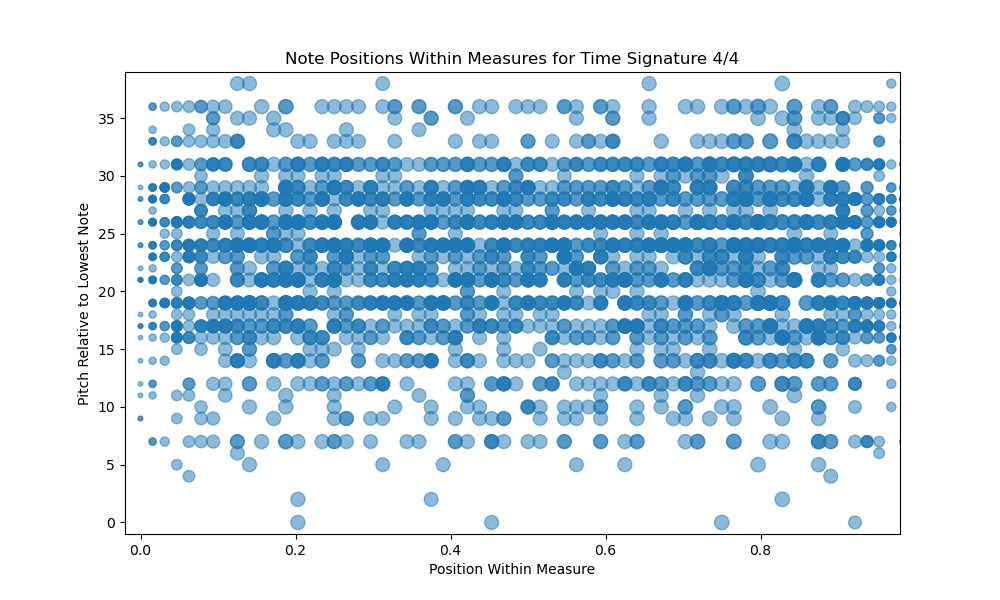 Note Positions Within Measures for Time Signature 4/4
Pitch Relative to Lowest Note
35
30
25
20
15
10
5
0
0.0 0.2 0.4 0.6 0.8
Position Within Measure